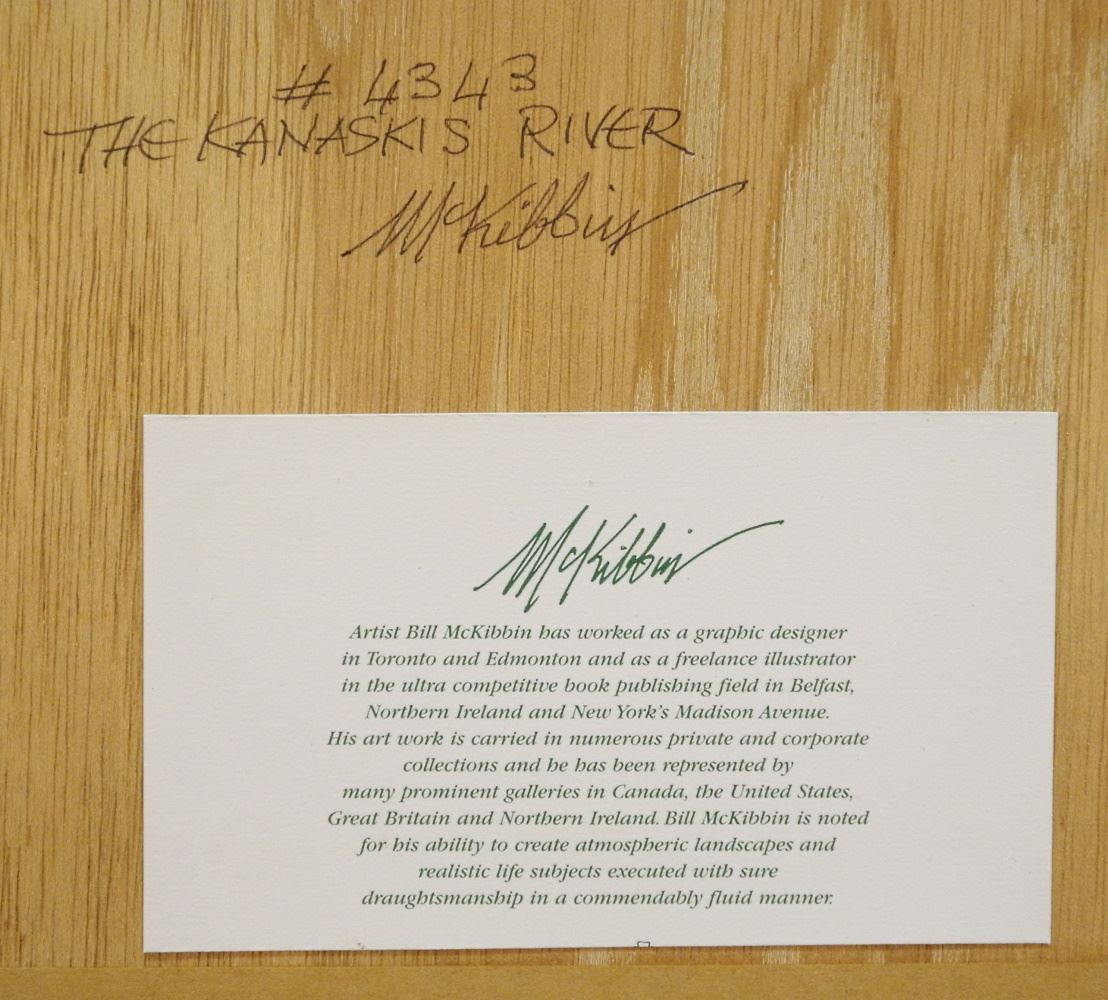 # 4343
THE KANASKIS RIVER
McKibbin
McKibbin
Artist Bill McKibbin has worked as a graphic designer
in Toronto and Edmonton and as a freelance illustrator
in the ultra competitive book publishing field in Belfast,
Northern Ireland and New York's Madison Avenue.
His art work is carried in numerous private and corporate
collections and he has been represented by
many prominent galleries in Canada, the United States,
Great Britain and Northern Ireland. Bill McKibbin is noted
for his ability to create atmospheric landscapes and
realistic life subjects executed with sure
draughtsmanship in a commendably fluid manner.